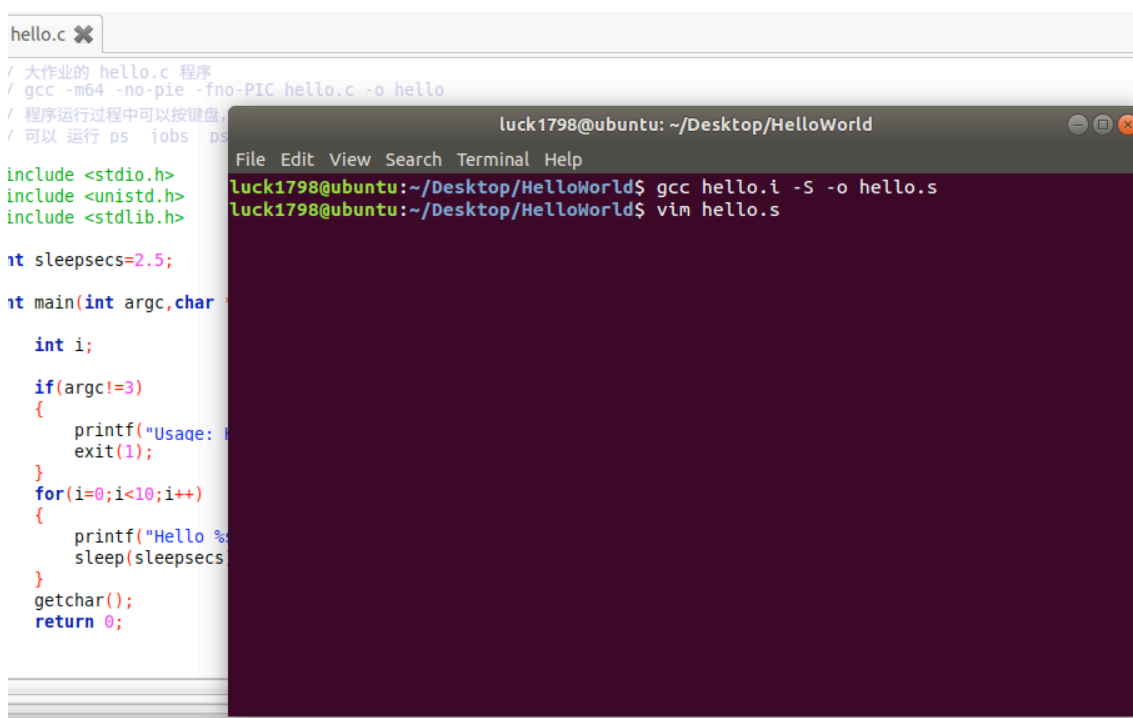 hello.c
/ 大作业的 hello.c 程序
/ gcc -m64 -no-pie -fno-PIC hello.c -o hello
/ 程序运行过程中可以按键盘,
/ 可以 运行 ps jobs ps
include <stdio.h>
include <unistd.h>
include <stdlib.h>
nt sleepsecs=2.5;
nt main(int argc,char *
int i;
if(argc!=3)
{
printf("Usage:
exit(1);
}
for(i=0;i<10;i++)
{
printf("Hello %s
sleep(sleepsecs)
}
getchar();
return 0;
luck1798@ubuntu: ~/Desktop/HelloWorld
File Edit View Search Terminal Help
luck1798@ubuntu:~/Desktop/HelloWorld$ gcc hello.i -S -o hello.s
luck1798@ubuntu:~/Desktop/HelloWorld$ vim hello.s